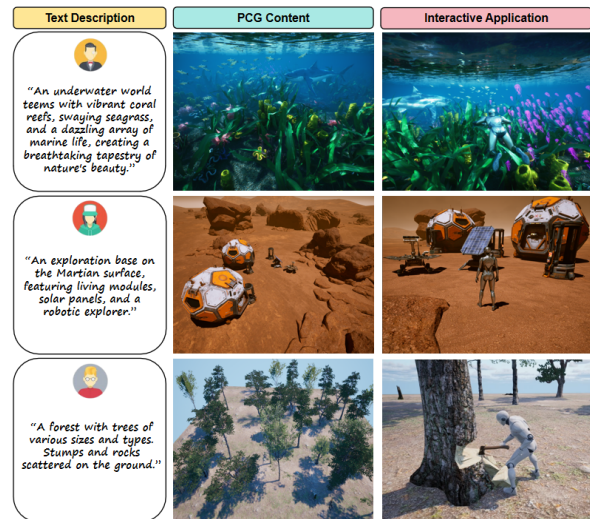 Text Description
PCG Content
Interactive Application
“An underwater world
teems with vibrant coral
reefs, swaying seagrass,
and a dazzling array of
marine life, creating a
breathtaking tapestry of
nature's beauty.”
“An exploration base on
the Martian surface,
featuring living modules,
solar panels, and a
robotic explorer.”
“A forest with trees of
various sizes and types.
Stumps and rocks
scattered on the ground.”